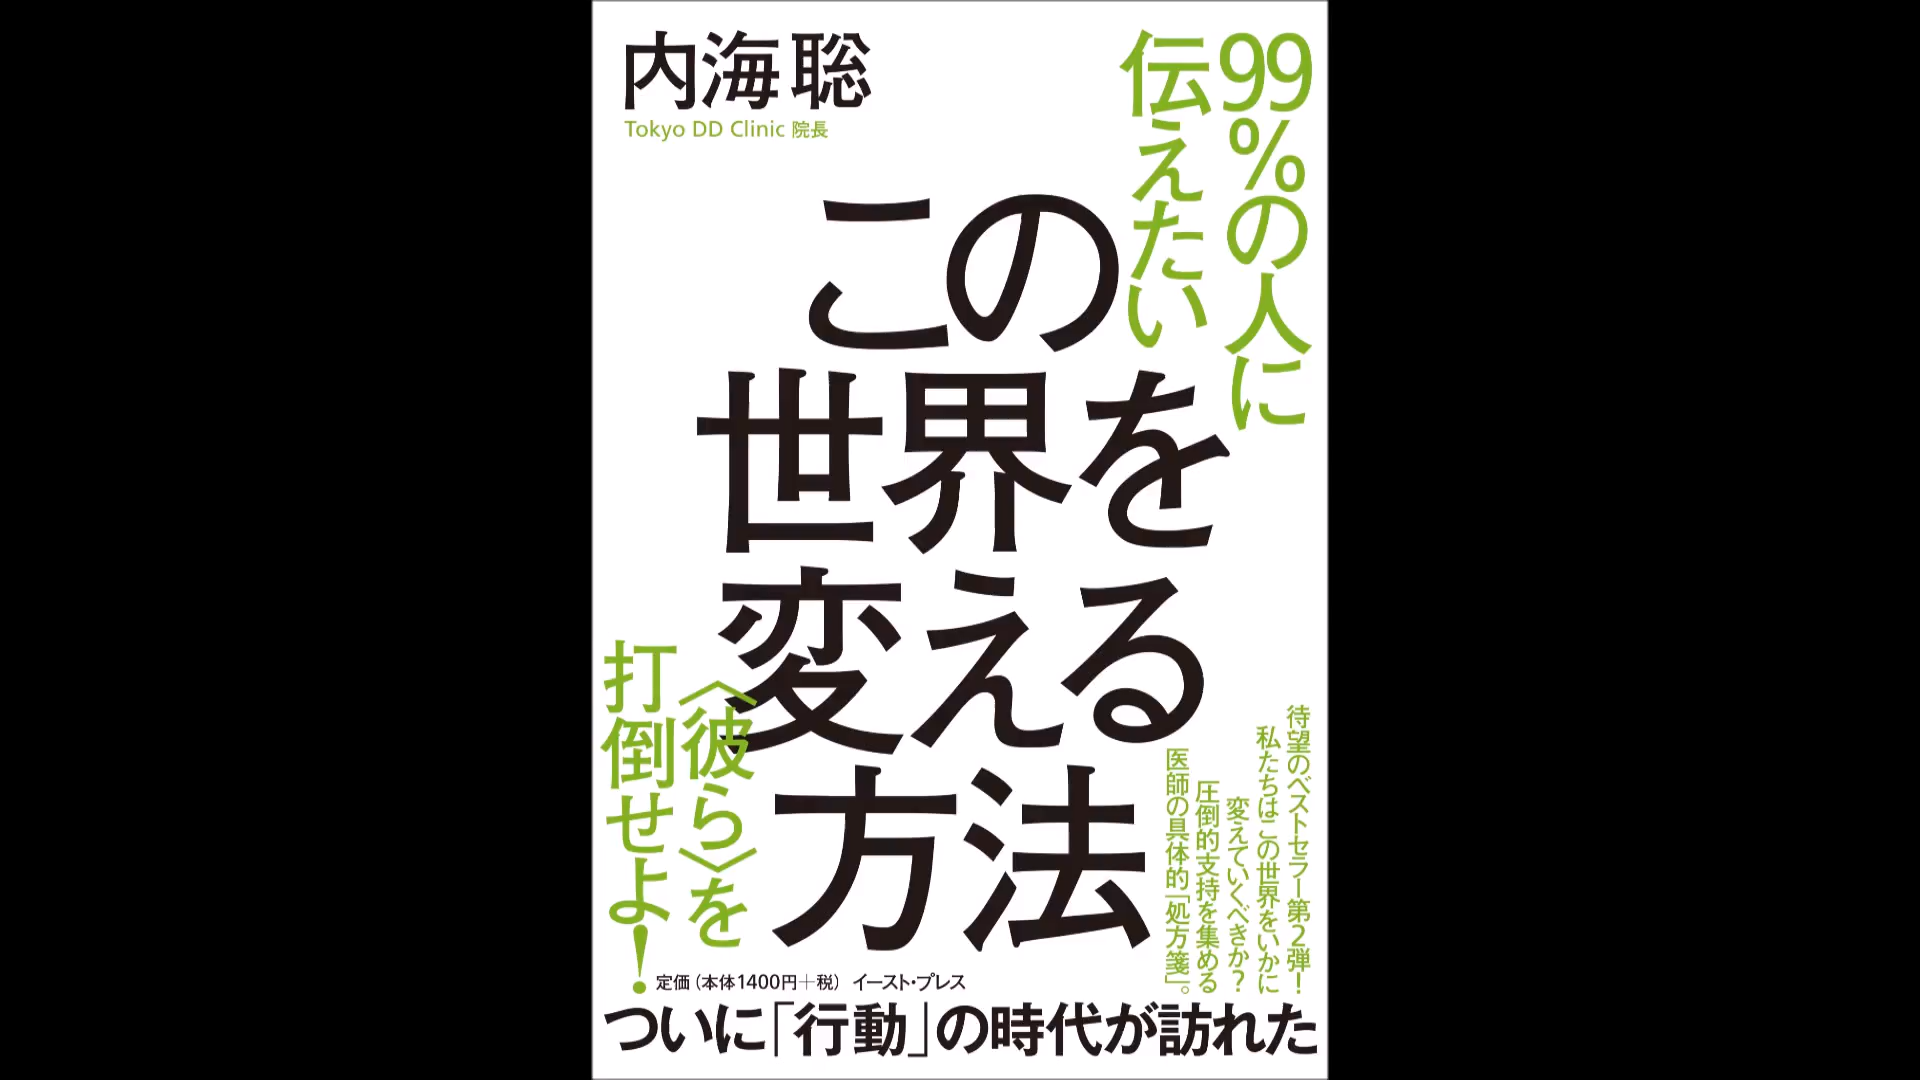 内海 聡
Tokyo DD Clinic 院長
99%の人に
伝えたい
この
世界を
変える
方法
〈彼ら〉を
打倒せよ!
待望のベストセラー第2弾!
私たちはこの世界をいかに
変えていくべきか?
圧倒的支持を集める
医師の具体的「処方箋」。
定価(本体1400円+税) イースト・プレス
ついに「行動」の時代が訪れた